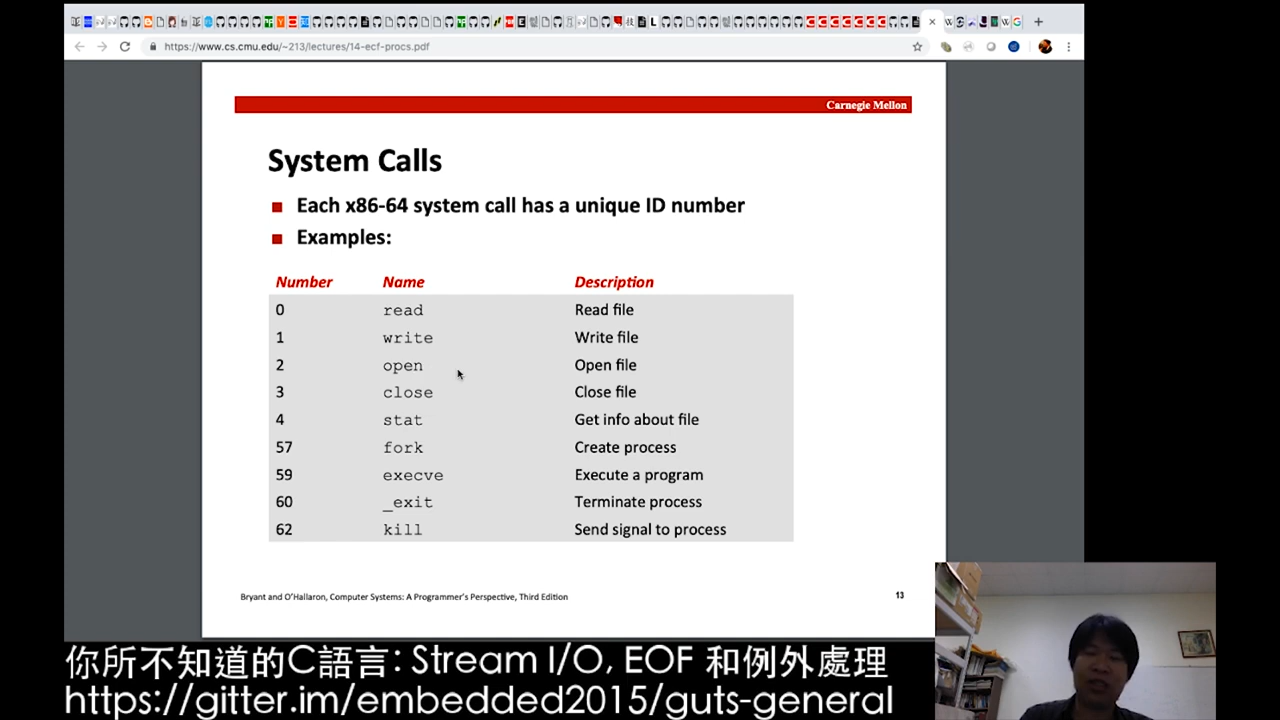 https://www.cs.cmu.edu/~213/lectures/14-ecf-procs.pdf
Carnegie Mellon
System Calls
Each x86-64 system call has a unique ID number
Examples:
Number Name Description
0 read Read file
1 write Write file
2 open Open file
3 close Close file
4 stat Get info about file
57 fork Create process
59 execve Execute a program
60 _exit Terminate process
62 kill Send signal to process
Bryant and O'Hallaron, Computer Systems: A Programmer's Perspective, Third Edition 13
你所不知道的C語言: Stream I/O, EOF 和例外處理
https://gitter.im/embedded2015/guts-general